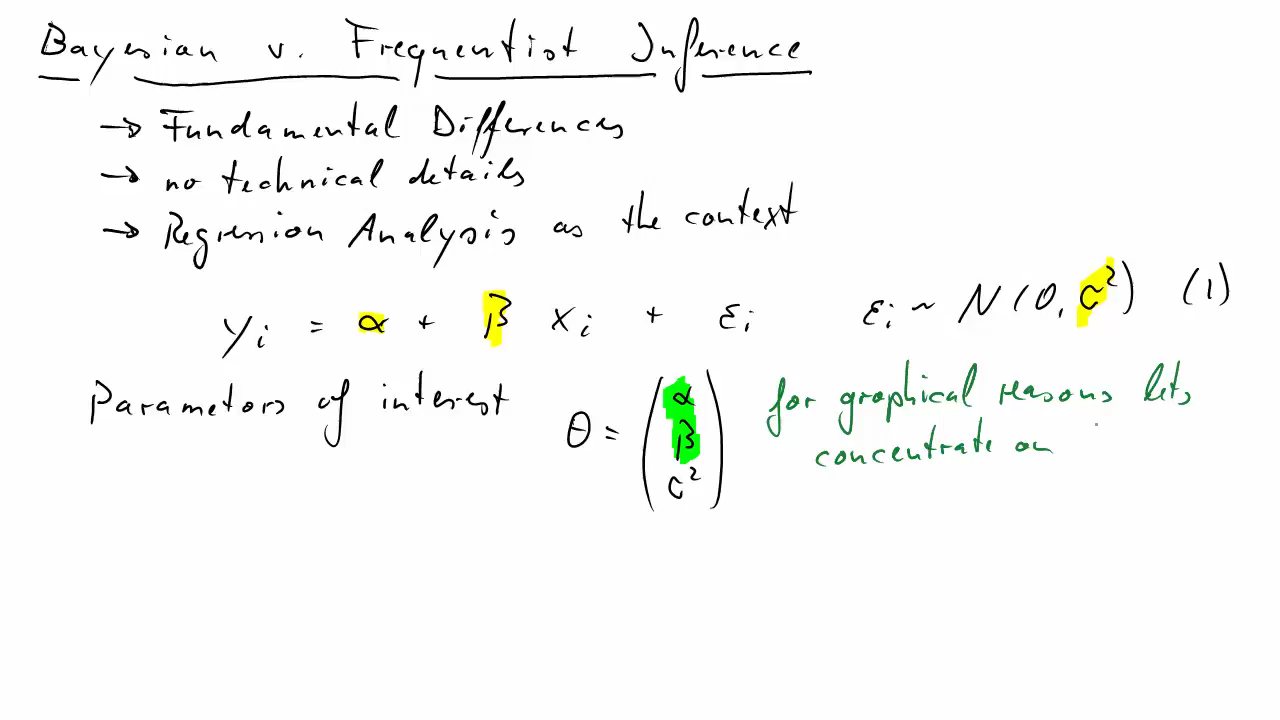 Bayesian v. Frequentist Inference
→ Fundamental Differences
→ no technical details
→ Regression Analysis as the context
yi = α + β xi + εi εi ~ N(0, σ²) (1)
Parameters of interest θ = (α β σ²)
for graphical reasons lets
concentrate on